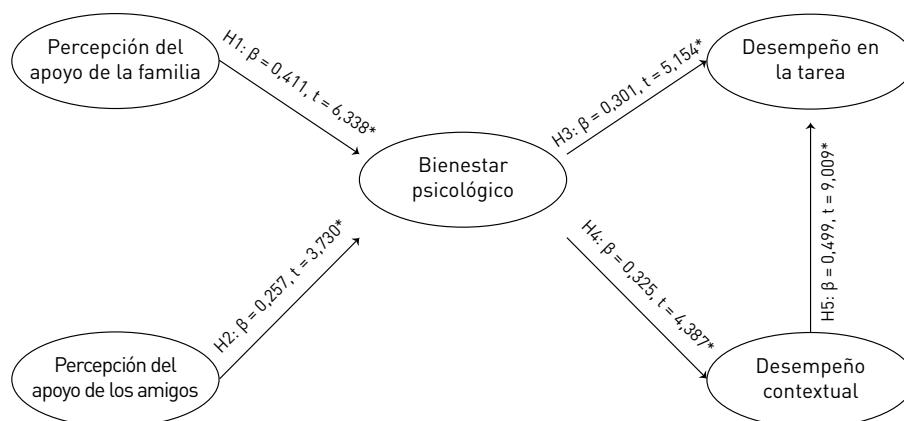 Percepción del
apoyo de la familia
H1: β = 0,411, t = 6,338*
Desempeño en
la tarea
H3: β = 0,301, t = 5,154*
Bienestar
psicológico
H5: β = 0,499, t = 9,009*
H2: β = 0,257, t = 3,730*
H4: β = 0,325, t = 4,387*
Percepción del
apoyo de los amigos
Desempeño
contextual